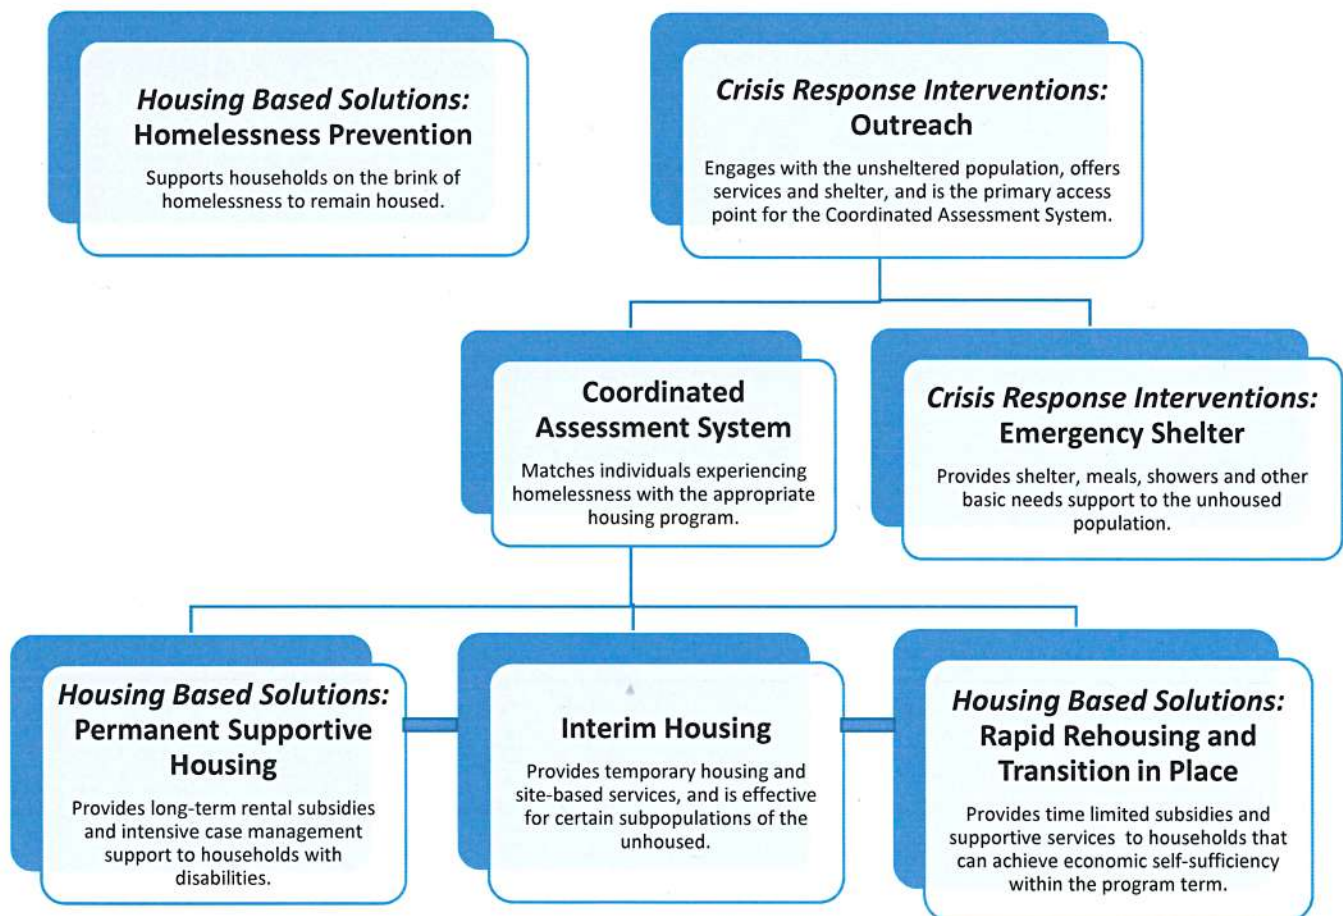 Housing Based Solutions:
Homelessness Prevention
Supports households on the brink of
homelessness to remain housed.
Crisis Response Interventions:
Outreach
Engages with the unsheltered population, offers
services and shelter, and is the primary access
point for the Coordinated Assessment System.
Coordinated
Assessment System
Matches individuals experiencing
homelessness with the appropriate
housing program.
Crisis Response Interventions:
Emergency Shelter
Provides shelter, meals, showers and other
basic needs support to the unhoused
population.
Housing Based Solutions:
Permanent Supportive
Housing
Provides long-term rental subsidies
and intensive case management
support to households with
disabilities.
Interim Housing
Provides temporary housing and
site-based services, and is effective
for certain subpopulations of the
unhoused.
Housing Based Solutions:
Rapid Rehousing and
Transition in Place
Provides time limited subsidies and
supportive services to households that
can achieve economic self-sufficiency
within the program term.